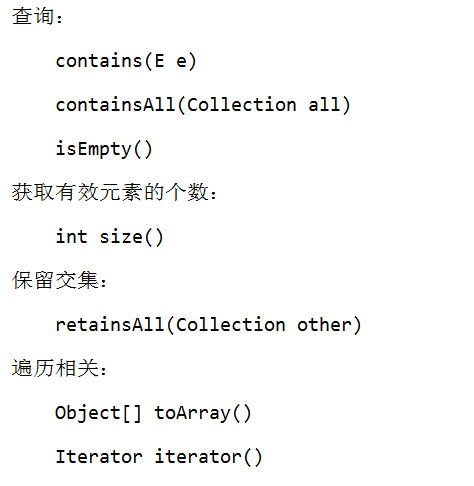 查询：
contains(E e)
containsAll(Collection all)
isEmpty()
获取有效元素的个数：
int size()
保留交集：
retainsAll(Collection other)
遍历相关：
Object[] toArray()
Iterator iterator()